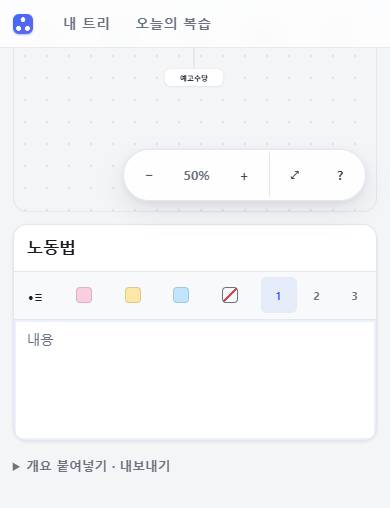 내 트리 오늘의 복습
예고수당
− 50% + ?
노동법
1 2 3
내용
▶ 개요 붙여넣기 · 내보내기